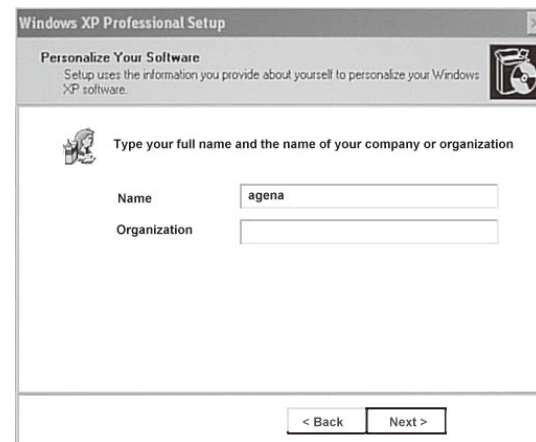 Windows XP Professional Setup
Personalize Your Software
Setup uses the information you provide about yourself to personalize your Windows
XP software.
Type your full name and the name of your company or organization
Name
agena
Organization
< Back
Next >